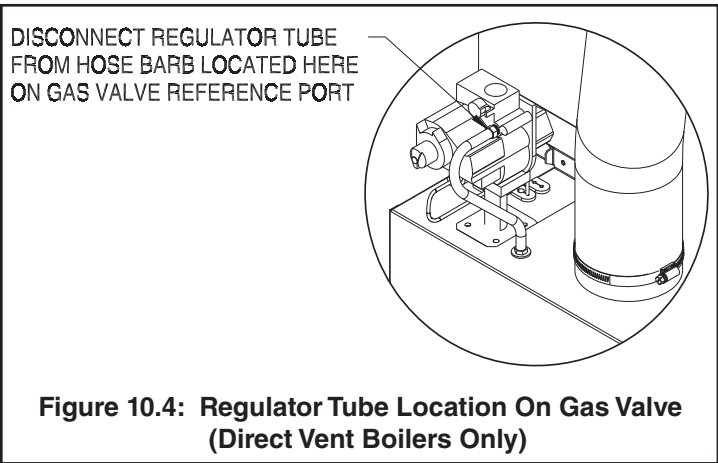 DISCONNECT REGULATOR TUBE
FROM HOSE BARB LOCATED HERE
ON GAS VALVE REFERENCE PORT
Figure 10.4: Regulator Tube Location On Gas Valve
(Direct Vent Boilers Only)